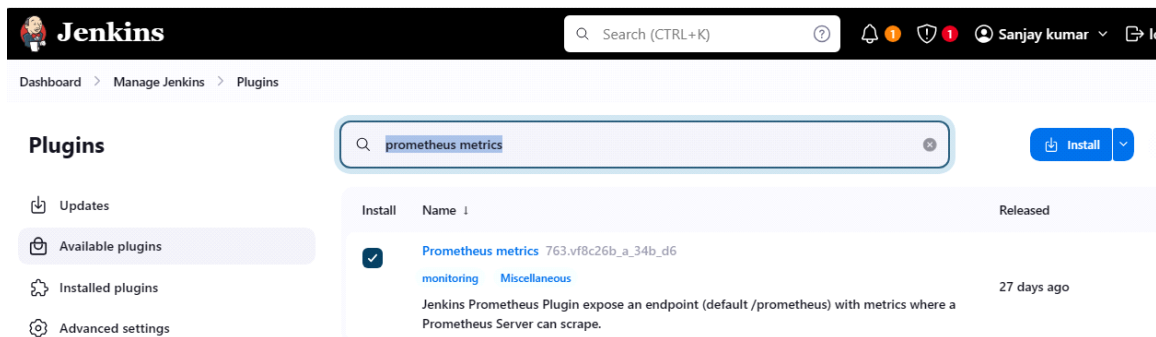 Jenkins
Search (CTRL+K)
1
1
Sanjay kumar
Dashboard > Manage Jenkins > Plugins
Plugins
prometheus metrics
Install
Updates
Available plugins
Installed plugins
Advanced settings
Install Name ↓ Released
Prometheus metrics 763.vf8c26b_a_34b_d6
monitoring Miscellaneous
Jenkins Prometheus Plugin expose an endpoint (default /prometheus) with metrics where a
Prometheus Server can scrape.
27 days ago